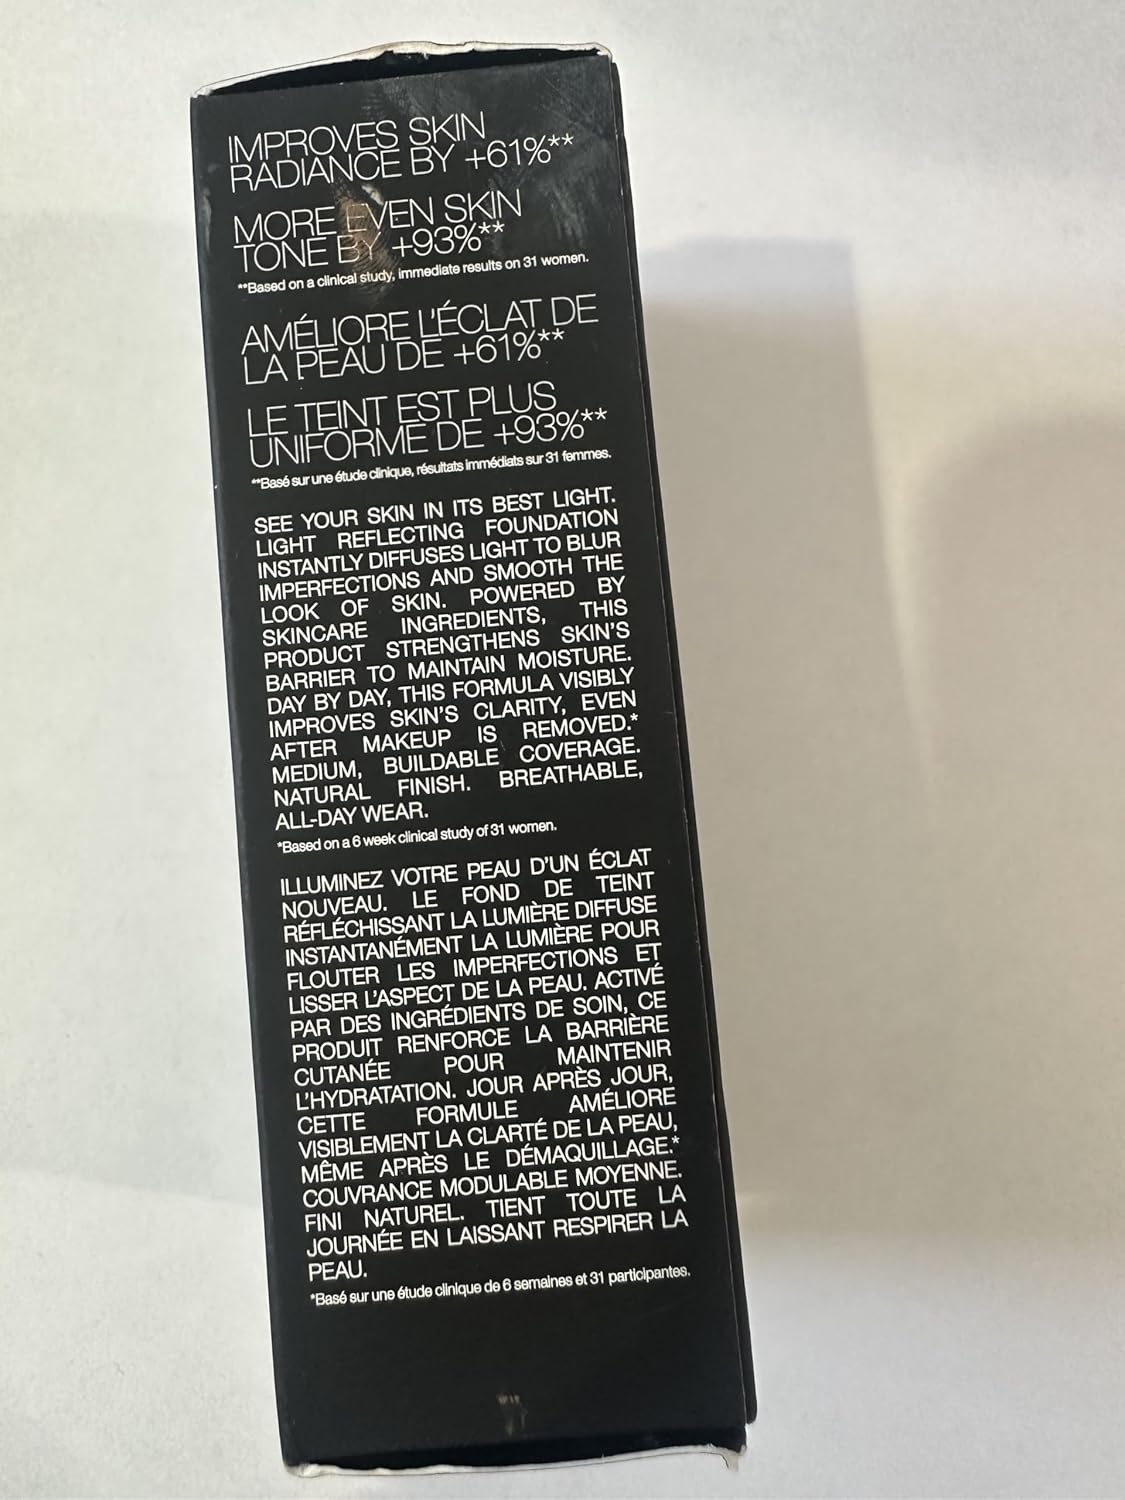 IMPROVES SKIN
RADIANCE BY +61%**
MORE EVEN SKIN
TONE BY +93%**
**Based on a clinical study, immediate results on 31 women.
AMÉLIORE L'ÉCLAT DE
LA PEAU DE +61%**
LE TEINT EST PLUS
UNIFORME DE +93%**
**Basé sur une étude clinique, résultats immédiats sur 31 femmes.
SEE YOUR SKIN IN ITS BEST LIGHT.
LIGHT REFLECTING FOUNDATION
INSTANTLY DIFFUSES LIGHT TO BLUR
IMPERFECTIONS AND SMOOTH THE
LOOK OF SKIN. POWERED BY
SKINCARE INGREDIENTS, THIS
PRODUCT STRENGTHENS SKIN'S
BARRIER TO MAINTAIN MOISTURE.
DAY BY DAY, THIS FORMULA VISIBLY
IMPROVES SKIN'S CLARITY, EVEN
AFTER MAKEUP IS REMOVED.*
MEDIUM, BUILDABLE COVERAGE.
NATURAL FINISH. BREATHABLE,
ALL-DAY WEAR.
*Based on a 6 week clinical study of 31 women.
ILLUMINEZ VOTRE PEAU D'UN ÉCLAT
NOUVEAU. LE FOND DE TEINT
RÉFLÉCHISSANT LA LUMIÈRE DIFFUSE
INSTANTANÉMENT LA LUMIÈRE POUR
FLOUTER LES IMPERFECTIONS ET
LISSER L'ASPECT DE LA PEAU. ACTIVÉ
PAR DES INGRÉDIENTS DE SOIN, CE
PRODUIT RENFORCE LA BARRIÈRE
CUTANÉE POUR MAINTENIR
L'HYDRATATION. JOUR APRÈS JOUR,
CETTE FORMULE AMÉLIORE
VISIBLEMENT LA CLARTÉ DE LA PEAU,
MÊME APRÈS LE DÉMAQUILLAGE.*
COUVRANCE MODULABLE MOYENNE.
FINI NATUREL. TIENT TOUTE LA
JOURNÉE EN LAISSANT RESPIRER LA
PEAU.
*Basé sur une étude clinique de 6 semaines et 31 participantes.